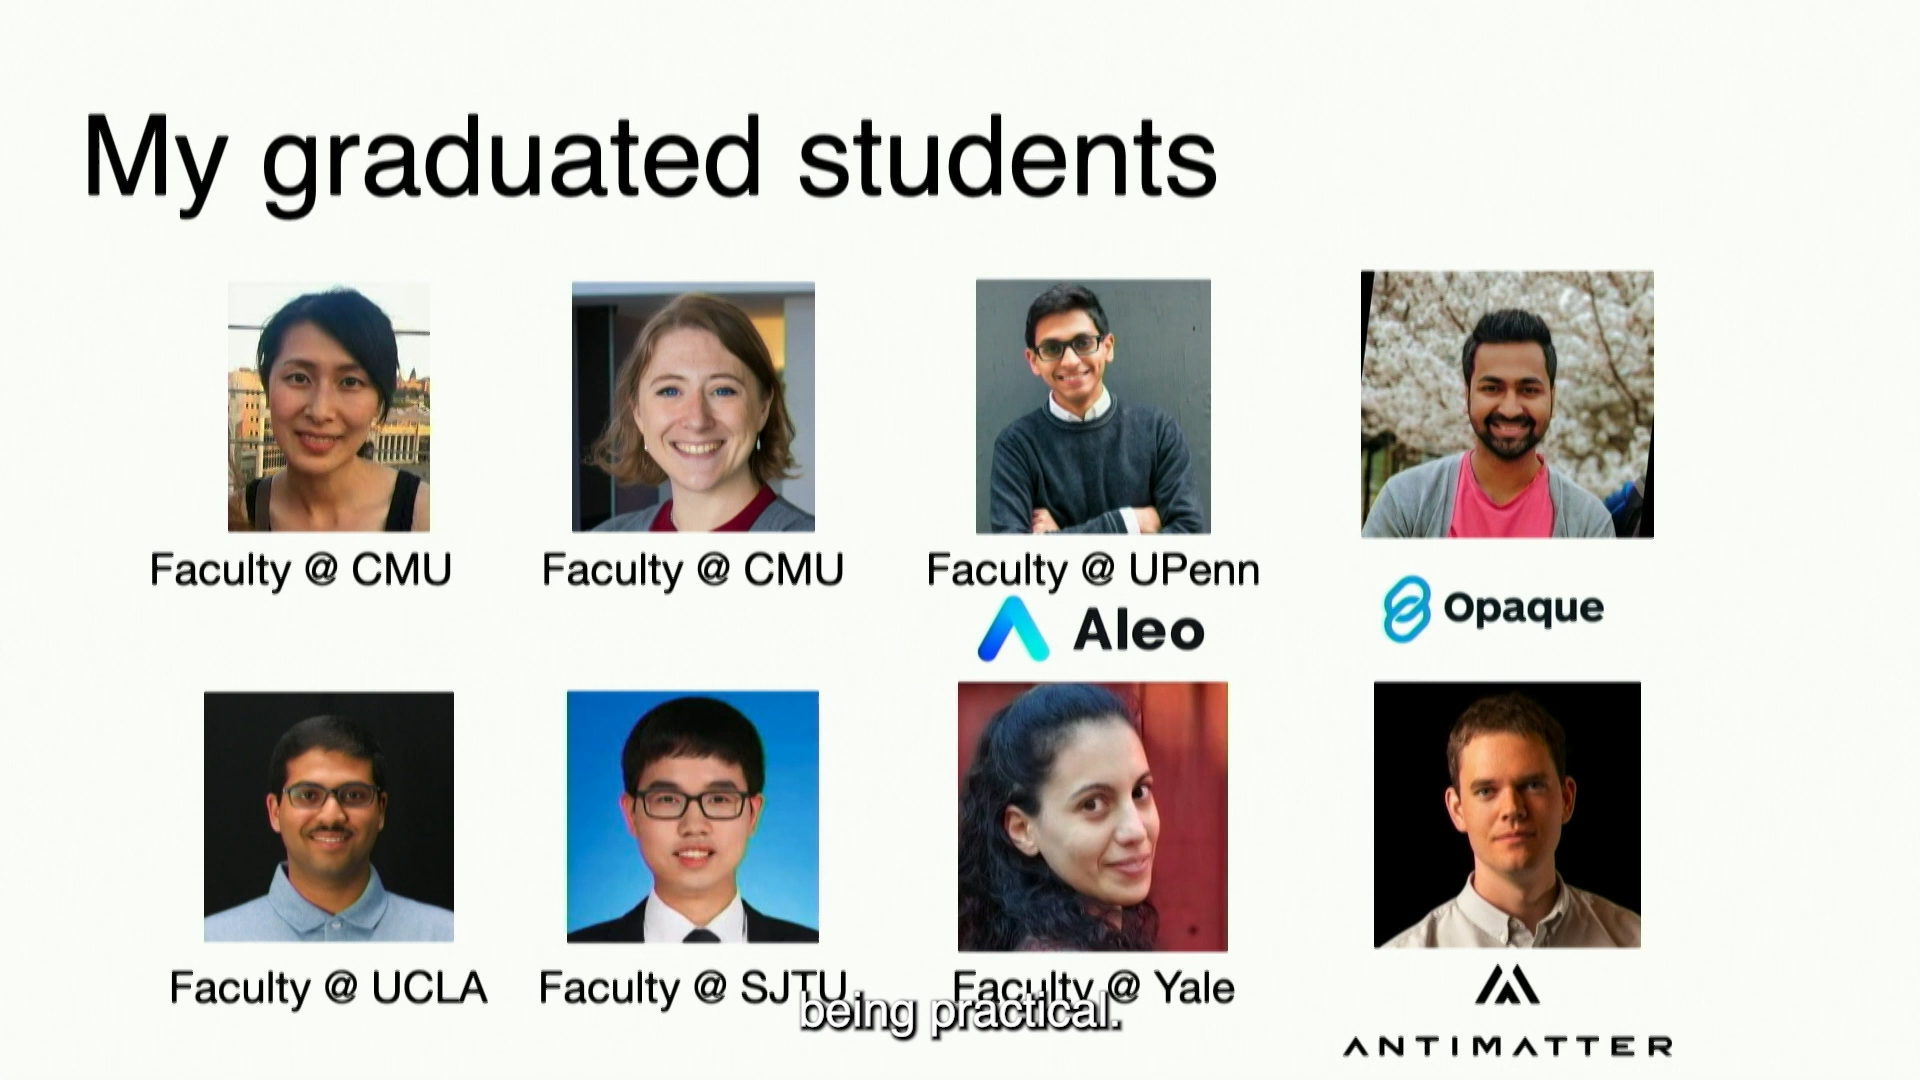 My graduated students
Faculty @ CMU
Faculty @ CMU
Faculty @ UPenn
Aleo
Opaque
Faculty @ UCLA
Faculty @ SJTU
Faculty @ Yale
being practical.
ANTIMATTER